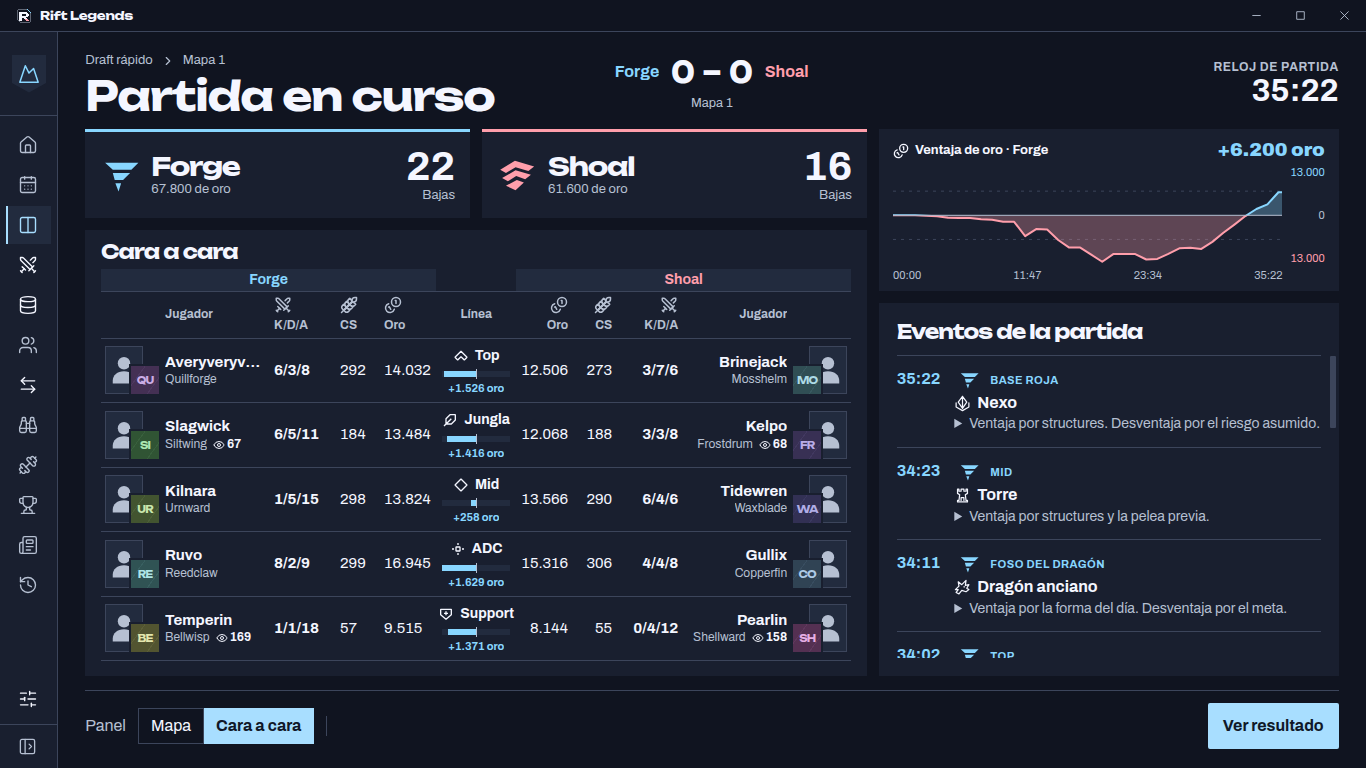 Rift Legends
Draft rápido > Mapa 1
Partida en curso
Forge 0 – 0 Shoal
Mapa 1
RELOJ DE PARTIDA
35:22
Forge
67.800 de oro
22
Bajas
Shoal
61.600 de oro
16
Bajas
Ventaja de oro · Forge
+6.200 oro
13.000
0
13.000
00:00 11:47 23:34 35:22
Cara a cara
Forge Shoal
Jugador K/D/A CS Oro Línea Oro CS K/D/A Jugador
Averyveryv... 6/3/8 292 14.032 Top 12.506 273 3/7/6 Brinejack
Quillforge QU +1.526 oro MO Mosshelm
Slagwick 6/5/11 184 13.484 Jungla 12.068 188 3/3/8 Kelpo
Siltwing 67 SI +1.416 oro Frostdrum 68 FR
Kilnara 1/5/15 298 13.824 Mid 13.566 290 6/4/6 Tidewren
Urnward UR +258 oro Waxblade WA
Ruvo 8/2/9 299 16.945 ADC 15.316 306 4/4/8 Gullix
Reedclaw RE +1.629 oro Copperfin CO
Temperin 1/1/18 57 9.515 Support 8.144 55 0/4/12 Pearlin
Bellwisp 169 BE +1.371 oro Shellward 158 SH
Eventos de la partida
35:22 BASE ROJA
Nexo
Ventaja por structures. Desventaja por el riesgo asumido.
34:23 MID
Torre
Ventaja por structures y la pelea previa.
34:11 FOSO DEL DRAGÓN
Dragón anciano
Ventaja por la forma del día. Desventaja por el meta.
34:02 TOP
Panel Mapa Cara a cara
Ver resultado